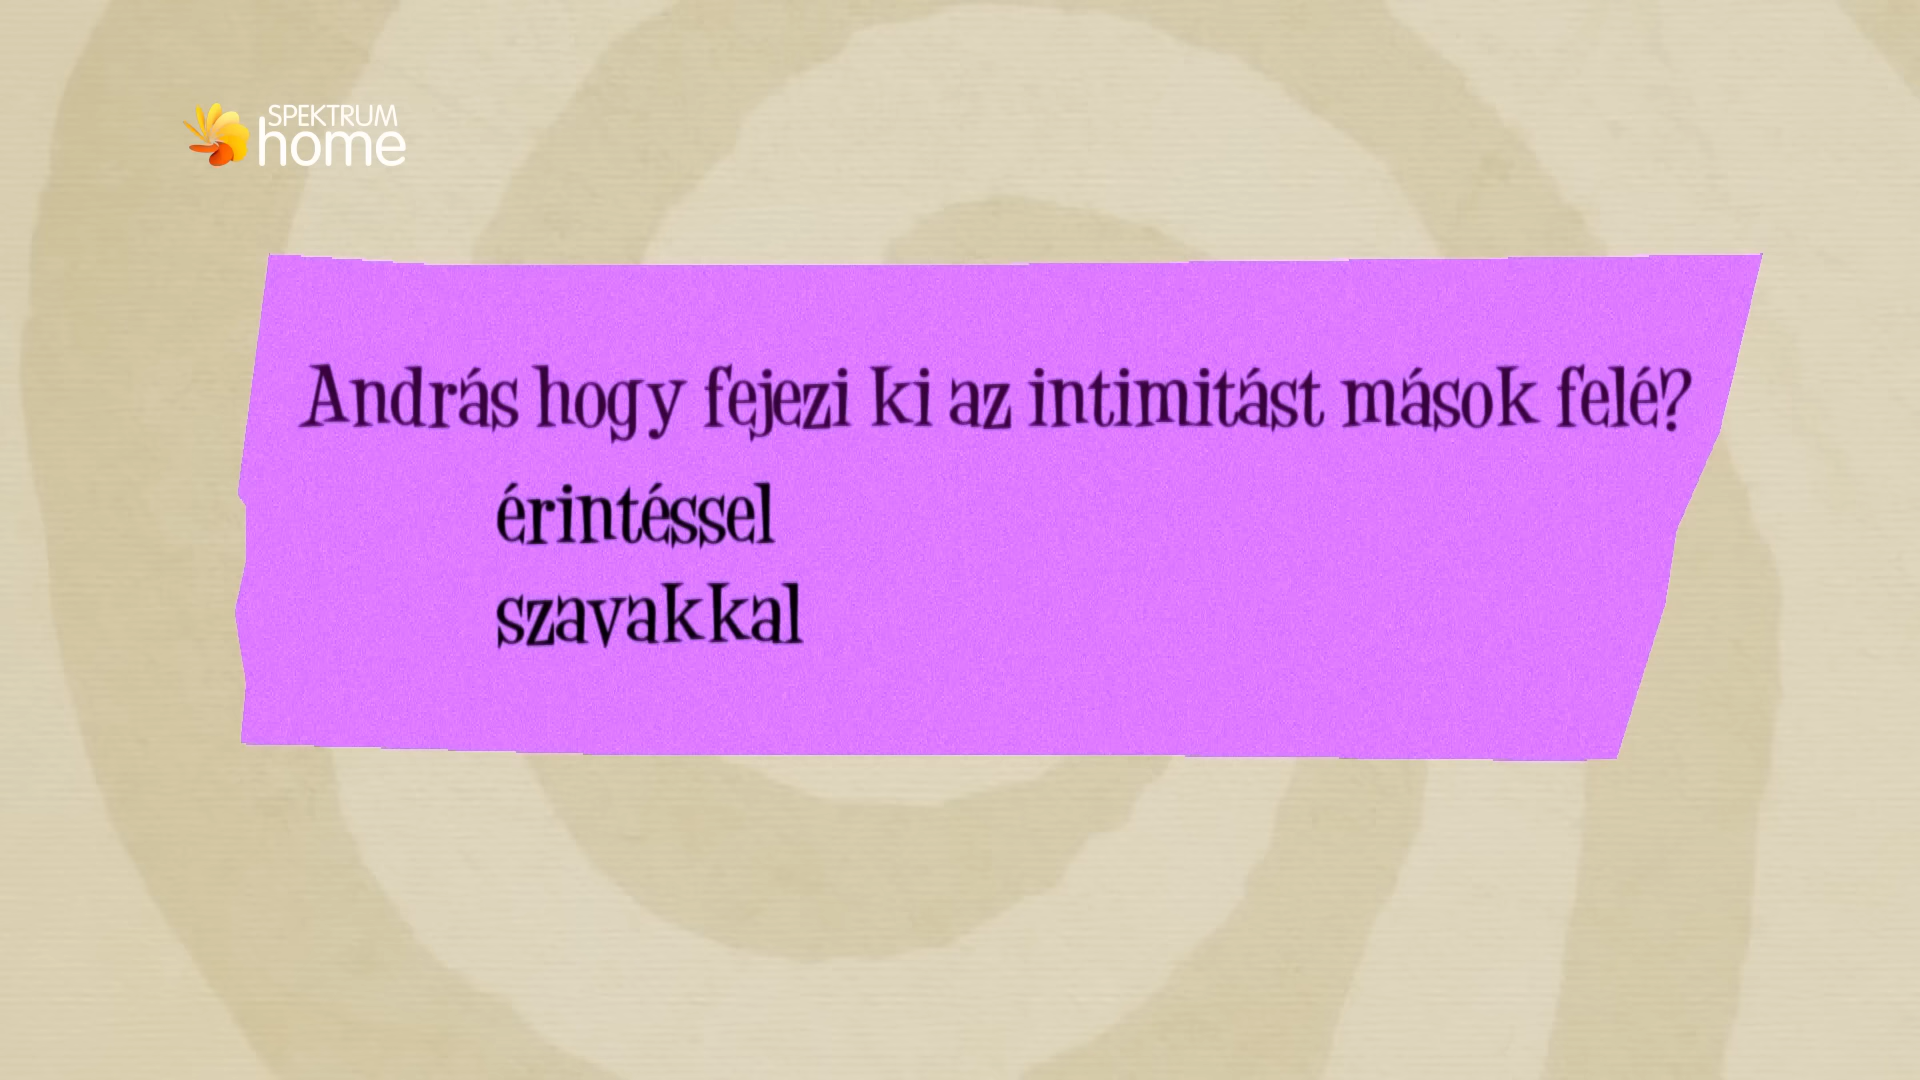 SPEKTRUM
home
András hogy fejezi ki az intimitást mások felé?
érintéssel
szavakkal